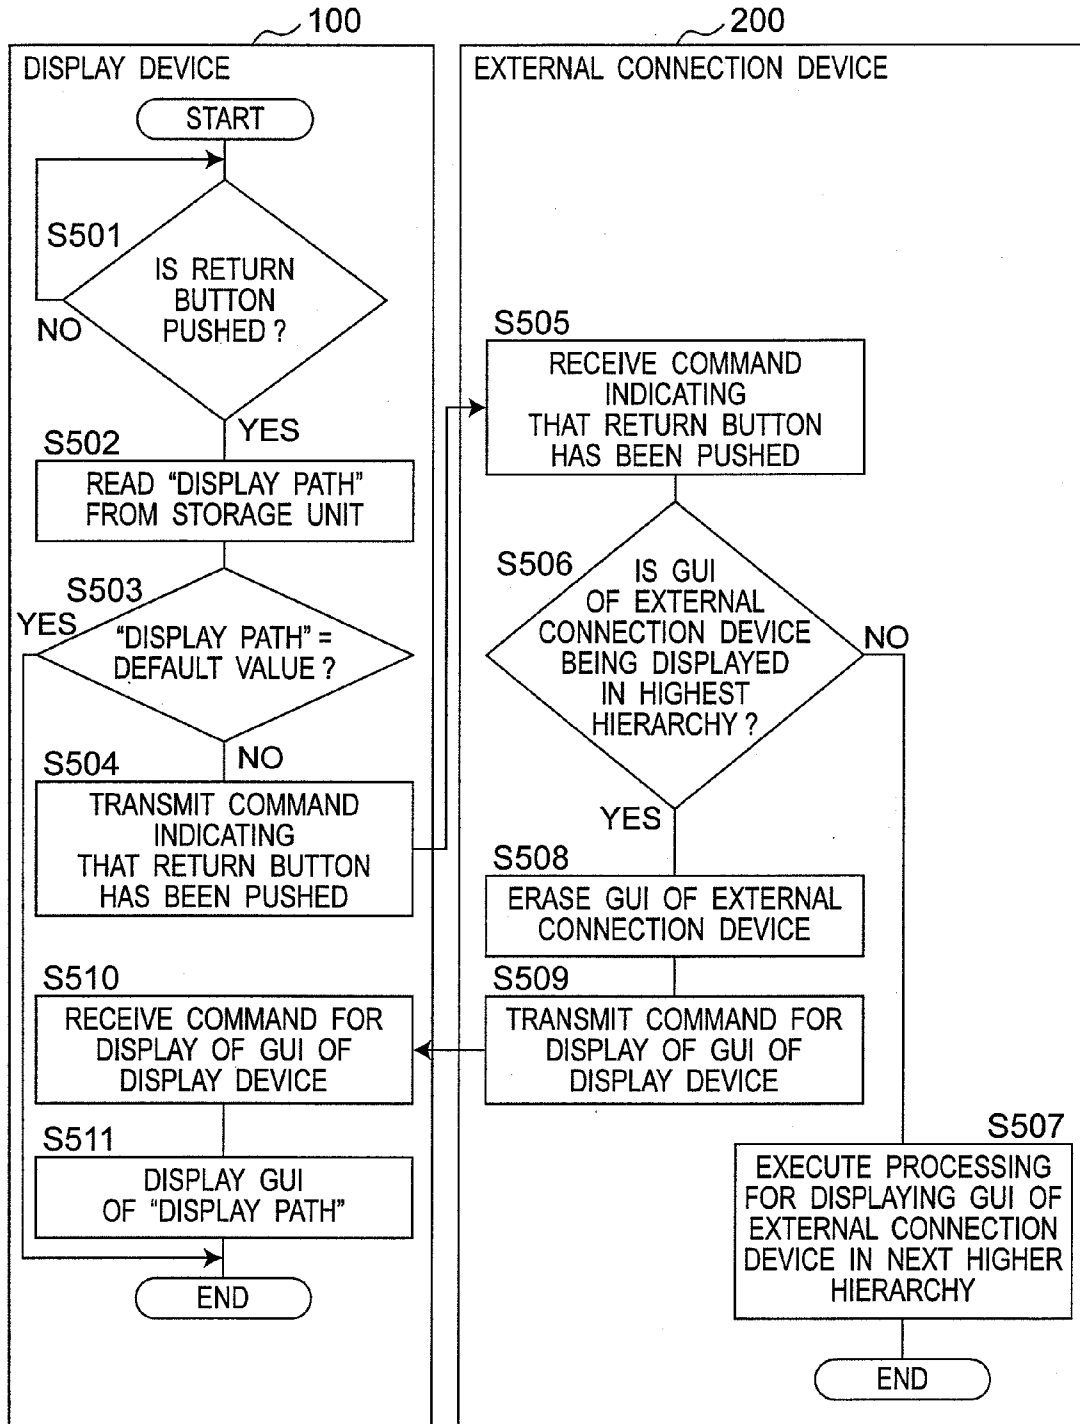 100
DISPLAY DEVICE
START
S501
IS RETURN
BUTTON
PUSHED ?
NO
YES
S502
READ “DISPLAY PATH”
FROM STORAGE UNIT
S503
YES
“DISPLAY PATH” =
DEFAULT VALUE ?
NO
S504
TRANSMIT COMMAND
INDICATING
THAT RETURN BUTTON
HAS BEEN PUSHED
S510
RECEIVE COMMAND FOR
DISPLAY OF GUI OF
DISPLAY DEVICE
S511
DISPLAY GUI
OF “DISPLAY PATH”
END
200
EXTERNAL CONNECTION DEVICE
S505
RECEIVE COMMAND
INDICATING
THAT RETURN BUTTON
HAS BEEN PUSHED
S506
IS GUI
OF EXTERNAL
CONNECTION DEVICE
BEING DISPLAYED
IN HIGHEST
HIERARCHY ?
NO
YES
S508
ERASE GUI OF EXTERNAL
CONNECTION DEVICE
S509
TRANSMIT COMMAND FOR
DISPLAY OF GUI OF
DISPLAY DEVICE
S507
EXECUTE PROCESSING
FOR DISPLAYING GUI OF
EXTERNAL CONNECTION
DEVICE IN NEXT HIGHER
HIERARCHY
END